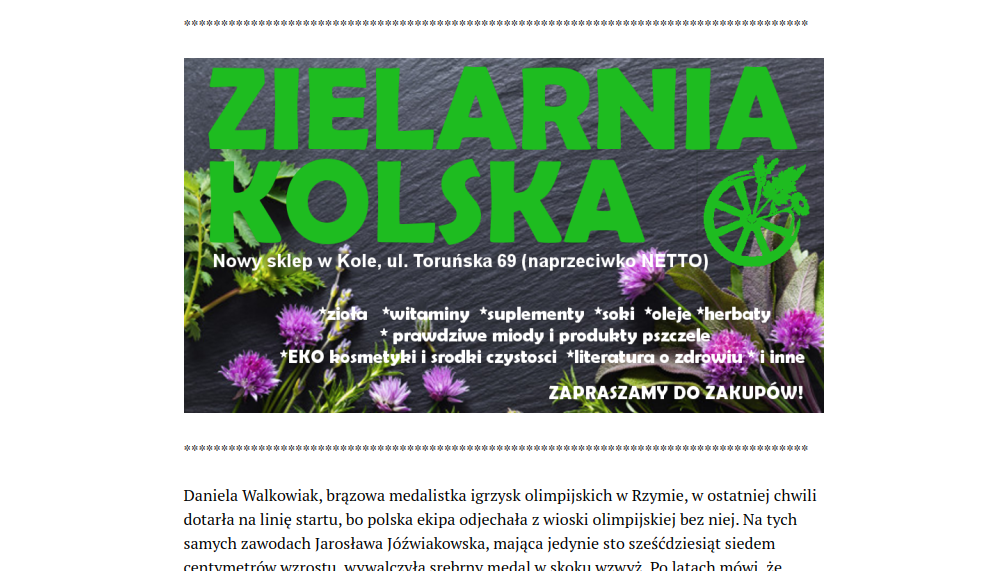 *************************************************************************************
ZIELARNIA
KOLSKA
Nowy sklep w Kole, ul. Toruńska 69 (naprzeciwko NETTO)
*zioła *witaminy *suplementy *soki *oleje *herbaty
* prawdziwe miody i produkty pszczele
*EKO kosmetyki i srodki czystosci *literatura o zdrowiu * i inne
ZAPRASZAMY DO ZAKUPÓW!
*************************************************************************************
Daniela Walkowiak, brązowa medalistka igrzysk olimpijskich w Rzymie, w ostatniej chwili
dotarła na linię startu, bo polska ekipa odjechała z wioski olimpijskiej bez niej. Na tych
samych zawodach Jarosława Jóźwiakowska, mająca jedynie sto sześćdziesiąt siedem
centymetrów wzrostu, wywalczyła srebrny medal w skoku wzwyż. Po latach mówi, że